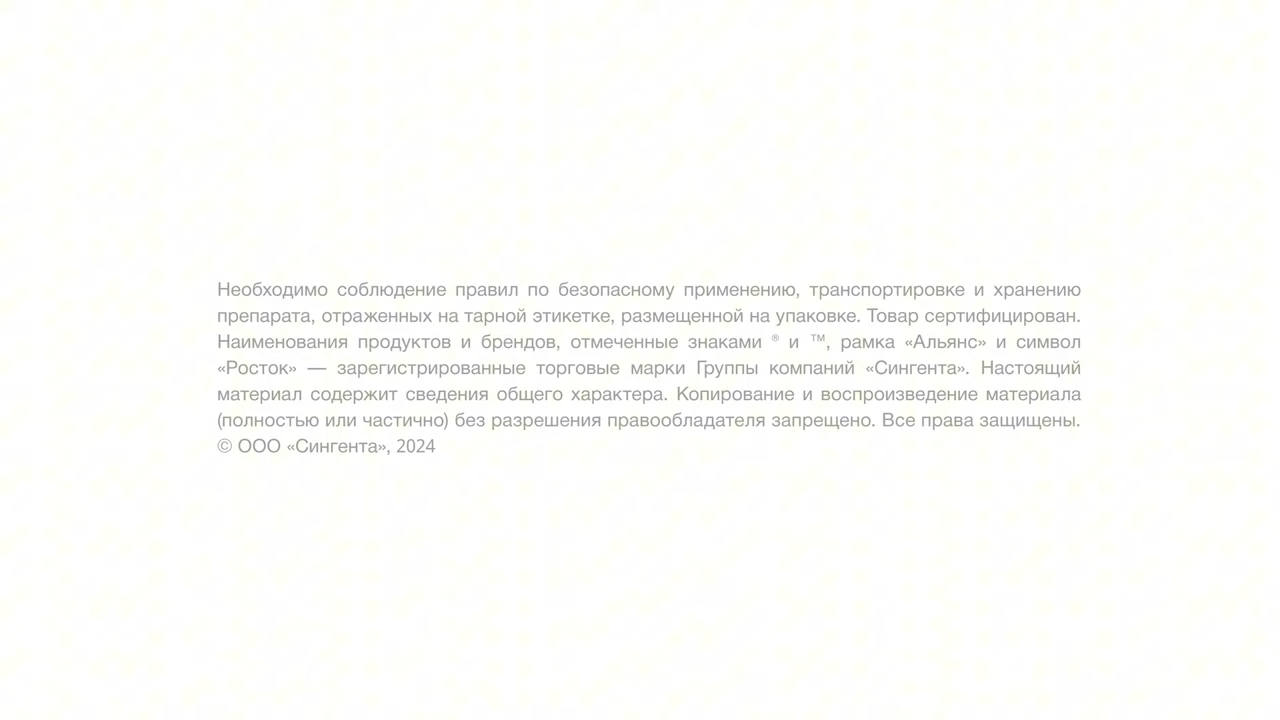 Необходимо соблюдение правил по безопасному применению, транспортировке и хранению
препарата, отраженных на тарной этикетке, размещенной на упаковке. Товар сертифицирован.
Наименования продуктов и брендов, отмеченные знаками ® и ™, рамка «Альянс» и символ
«Росток» — зарегистрированные торговые марки Группы компаний «Сингента». Настоящий
материал содержит сведения общего характера. Копирование и воспроизведение материала
(полностью или частично) без разрешения правообладателя запрещено. Все права защищены.
© ООО «Сингента», 2024